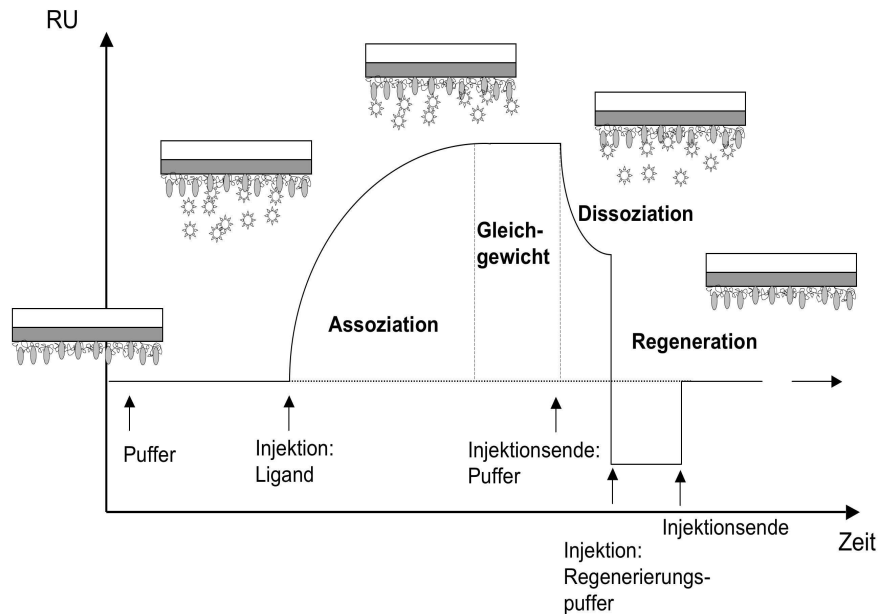 RU
Gleich-
gewicht
Dissoziation
Assoziation
Regeneration
Puffer
Injektion:
Ligand
Injektionsende:
Puffer
Injektionsende
Zeit
Injektion:
Regenerierungs-
puffer